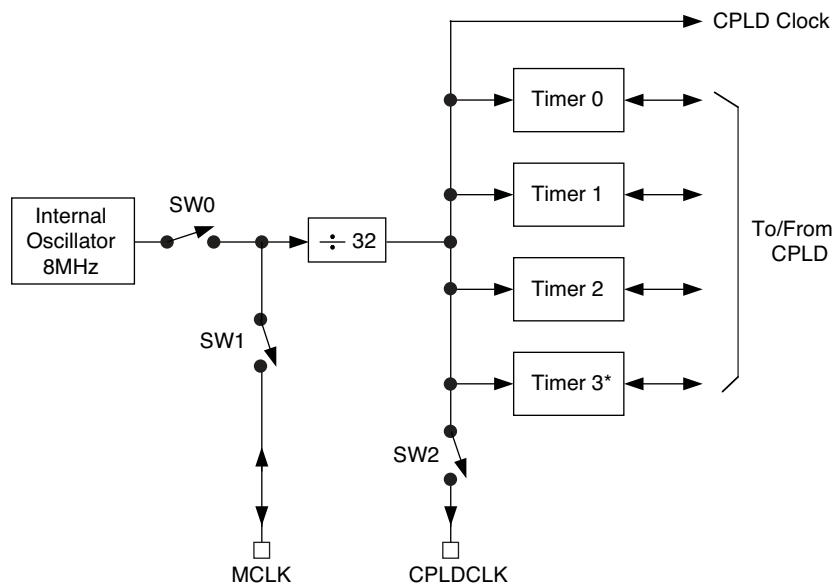 CPLD Clock
Timer 0
Timer 1
SW0
Internal
Oscillator
8MHz
÷ 32
To/From
CPLD
Timer 2
SW1
Timer 3*
SW2
MCLK
CPLDCLK